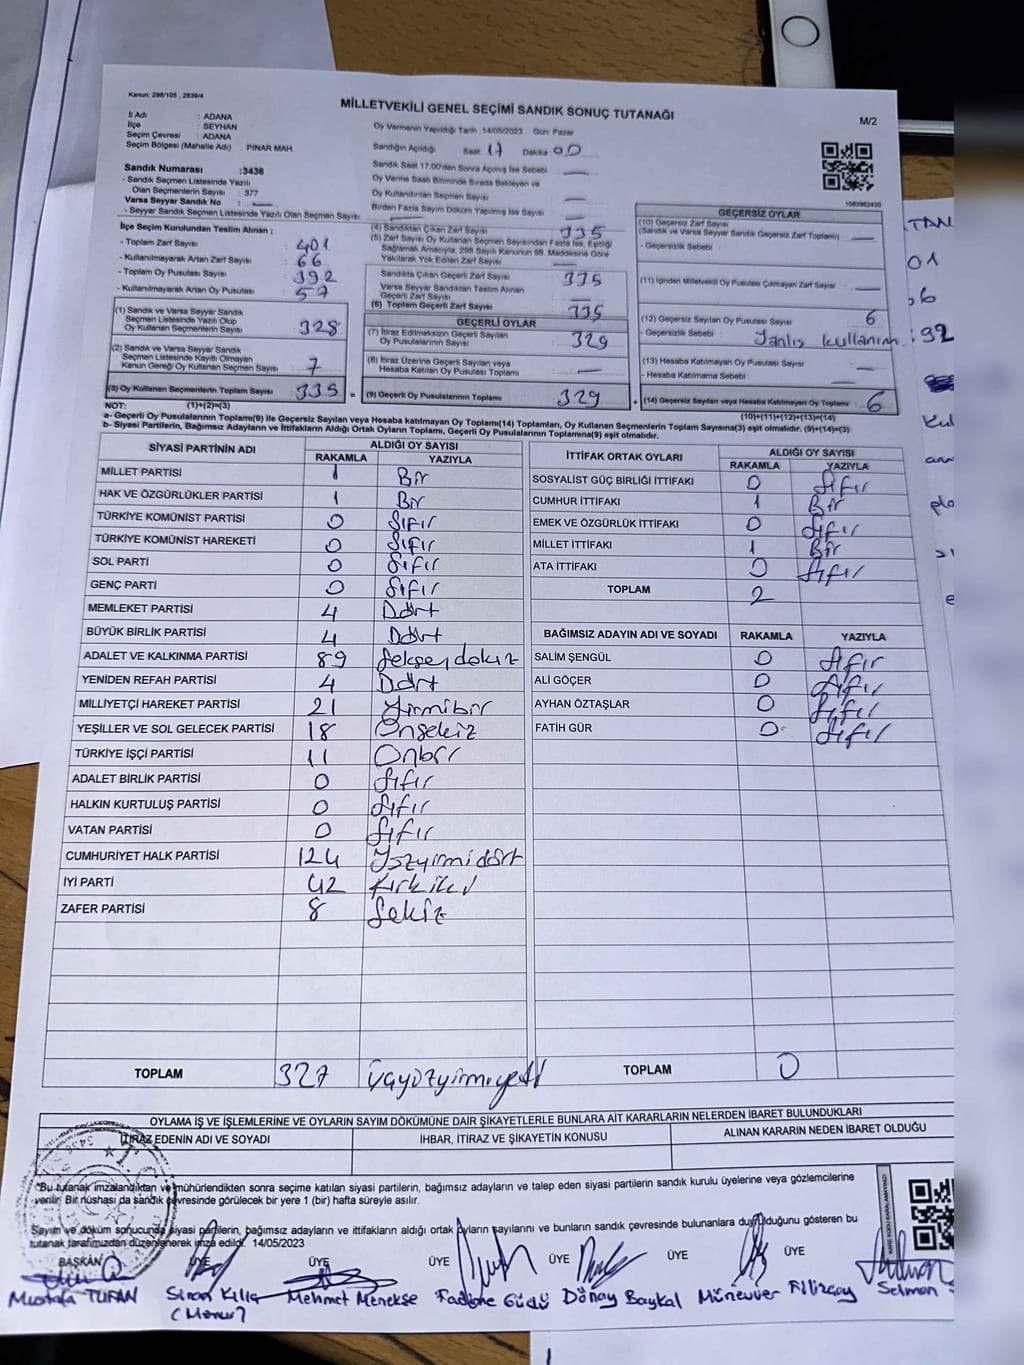 Kanun: 298/105 , 2839/4
MİLLETVEKİLİ GENEL SEÇİMİ SANDIK SONUÇ TUTANAĞI
M/2
İl Adı : ADANA
İlçe : SEYHAN
Seçim Çevresi : ADANA
Seçim Bölgesi (Mahalle Adı) : PINAR MAH.
Oy Vermenin Yapıldığı Tarih :14/05/2023 Gün: Pazar
Sandığın Açıldığı Saat 17 Dakika 00
Sandık Saat 17:00'den Sonra Açılmış İse Sebebi
Oy Verme Saati Bitiminde Sırada Bekleyen ve
Oy Kullandırılan Seçmen Sayısı
Birden Fazla Sayım Döküm Yapılmış İse Sayısı
Sandık Numarası :3436
- Sandık Seçmen Listesinde Yazılı
Olan Seçmenlerin Sayısı : 377
Varsa Seyyar Sandık No :
- Seyyar Sandık Seçmen Listesinde Yazılı Olan Seçmen Sayısı
İlçe Seçim Kurulundan Teslim Alınan ;
- Toplam Zarf Sayısı : 401
- Kullanılmayarak Artan Zarf Sayısı : 66
- Toplam Oy Pusulası Sayısı : 392
- Kullanılmayarak Artan Oy Pusulası : 57
(1) Sandık ve Varsa Seyyar Sandık
Seçmen Listesinde Yazılı Olup
Oy Kullanan Seçmenlerin Sayısı : 328
(2) Sandık ve Varsa Seyyar Sandık
Seçmen Listesinde Kayıtlı Olmayan
Kanun Gereği Oy Kullanan Seçmen Sayısı : 7
(3) Oy Kullanan Seçmenlerin Toplam Sayısı : 335
(4) Sandıktan Çıkan Zarf Sayısı 335
(5) Zarf Sayısı Oy Kullanan Seçmen Sayısından Fazla İse, Eşitliği
Sağlamak Amacıyla, 298 Sayılı Kanunun 98. Maddesine Göre
Yakılarak Yok Edilen Zarf Sayısı
Sandıkta Çıkan Geçerli Zarf Sayısı 335
Varsa Seyyar Sandıktan Teslim Alınan
Geçerli Zarf Sayısı
(6) Toplam Geçerli Zarf Sayısı 335
GEÇERLİ OYLAR
(7) İtiraz Edilmeksizin Geçerli Sayılan
Oy Pusulalarının Sayısı : 329
(8) İtiraz Üzerine Geçerli Sayılan veya
Hesaba Katılan Oy Pusulası Toplamı :
(9) Geçerli Oy Pusulalarının Toplamı 329
1083982430
GEÇERSİZ OYLAR
(10) Geçersiz Zarf Sayısı
(Sandık ve Varsa Seyyar Sandık Geçersiz Zarf Toplamı)
- Geçersizlik Sebebi :
(11) İçinden Milletvekili Oy Pusulası Çıkmayan Zarf Sayısı
(12) Geçersiz Sayılan Oy Pusulası Sayısı 6
- Geçersizlik Sebebi : Yanlış kullanım
(13) Hesaba Katılmayan Oy Pusulası Sayısı
- Hesaba Katılmama Sebebi :
(14) Geçersiz Sayılan veya Hesaba Katılmayan Oy Toplamı : 6
NOT: (1)+(2)=(3) (10)+(11)+(12)+(13)=(14)
a- Geçerli Oy Pusulalarının Toplamı(9) ile Geçersiz Sayılan veya Hesaba katılmayan Oy Toplamı(14) Toplamları, Oy Kullanan Seçmenlerin Toplam Sayısına(3) eşit olmalıdır. (9)+(14)=(3)
b- Siyasi Partilerin, Bağımsız Adayların ve İttifakların Aldığı Oylar ile İttifak Ortak Oyların Toplamı, Geçerli Oy Pusulalarının Toplamına(9) eşit olmalıdır.
SİYASİ PARTİNİN ADI ALDIĞI OY SAYISI
RAKAMLA YAZIYLA
MİLLET PARTİSİ 1 Bir
HAK VE ÖZGÜRLÜKLER PARTİSİ 1 Bir
TÜRKİYE KOMÜNİST PARTİSİ 0 Sıfır
TÜRKİYE KOMÜNİST HAREKETİ 0 Sıfır
SOL PARTİ 0 Sıfır
GENÇ PARTİ 0 Sıfır
MEMLEKET PARTİSİ 4 Dört
BÜYÜK BİRLİK PARTİSİ 4 Dört
ADALET VE KALKINMA PARTİSİ 89 Seksendokuz
YENİDEN REFAH PARTİSİ 4 Dört
MİLLİYETÇİ HAREKET PARTİSİ 21 Yirmibir
YEŞİLLER VE SOL GELECEK PARTİSİ 18 Onsekiz
TÜRKİYE İŞÇİ PARTİSİ 11 Onbir
ADALET BİRLİK PARTİSİ 0 Sıfır
HALKIN KURTULUŞ PARTİSİ 0 Sıfır
VATAN PARTİSİ 0 Sıfır
CUMHURİYET HALK PARTİSİ 124 Yüzyirmidört
İYİ PARTİ 42 Kırkiki
ZAFER PARTİSİ 8 Sekiz
TOPLAM 327 Üçyüzyirmiyedi
İTTİFAK ORTAK OYLARI ALDIĞI OY SAYISI
RAKAMLA YAZIYLA
SOSYALİST GÜÇ BİRLİĞİ İTTİFAKI 0 Sıfır
CUMHUR İTTİFAKI 1 Bir
EMEK VE ÖZGÜRLÜK İTTİFAKI 0 Sıfır
MİLLET İTTİFAKI 1 Bir
ATA İTTİFAKI 0 Sıfır
TOPLAM 2
BAĞIMSIZ ADAYIN ADI VE SOYADI RAKAMLA YAZIYLA
SALİM ŞENGÜL 0 Sıfır
ALİ GÖÇER 0 Sıfır
AYHAN ÖZTAŞLAR 0 Sıfır
FATİH GÜR 0 Sıfır
TOPLAM 0
OYLAMA İŞ VE İŞLEMLERİNE VE OYLARIN SAYIM DÖKÜMÜNE DAİR ŞİKAYETLERLE BUNLARA AİT KARARLARIN NELERDEN İBARET BULUNDUKLARI
İTİRAZ EDENİN ADI VE SOYADI İHBAR, İTİRAZ VE ŞİKAYETİN KONUSU ALINAN KARARIN NEDEN İBARET OLDUĞU
"Bu tutanak imzalandıktan ve mühürlendikten sonra seçime katılan siyasi partilerin, bağımsız adayların ve talep eden siyasi partilerin sandık kurulu üyelerine veya gözlemcilerine
verilir. Bir nüshası da sandık çevresinde görülecek bir yere 1 (bir) hafta süreyle asılır.
Sayım ve döküm sonucunda siyasi partilerin, bağımsız adayların ve ittifakların aldığı ortak oyların sayılarını ve bunların sandık çevresinde bulunanlara duyurulduğunu gösteren bu
tutanak tarafımızdan düzenlenerek imza edildi. 14/05/2023
BAŞKAN ÜYE ÜYE ÜYE ÜYE ÜYE ÜYE
Mustafa TUFAN Sinan Kılıç Mehmet Menekşe Fadime Güdü Dönay Baykal Münevver Filizçay Selman
(Memur)
TAN
01
92